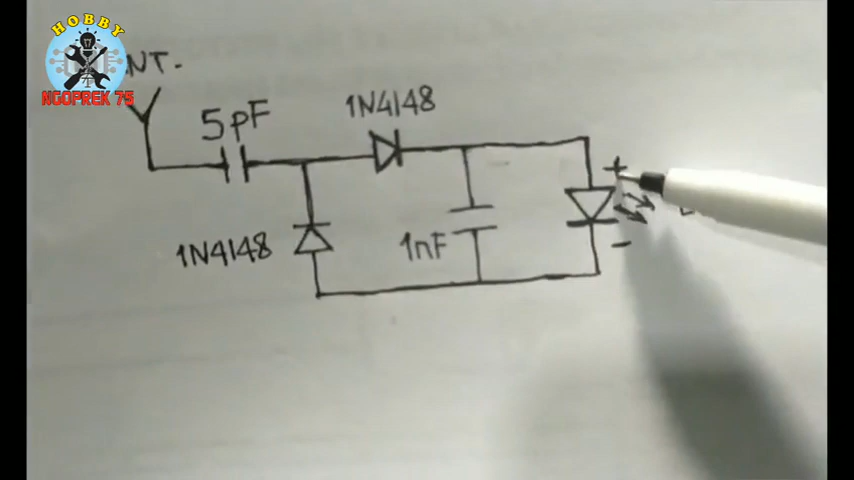 HOBBY
NGOPREK 75
NT.
5pF
1N4148
+
1N4148
1nF
-